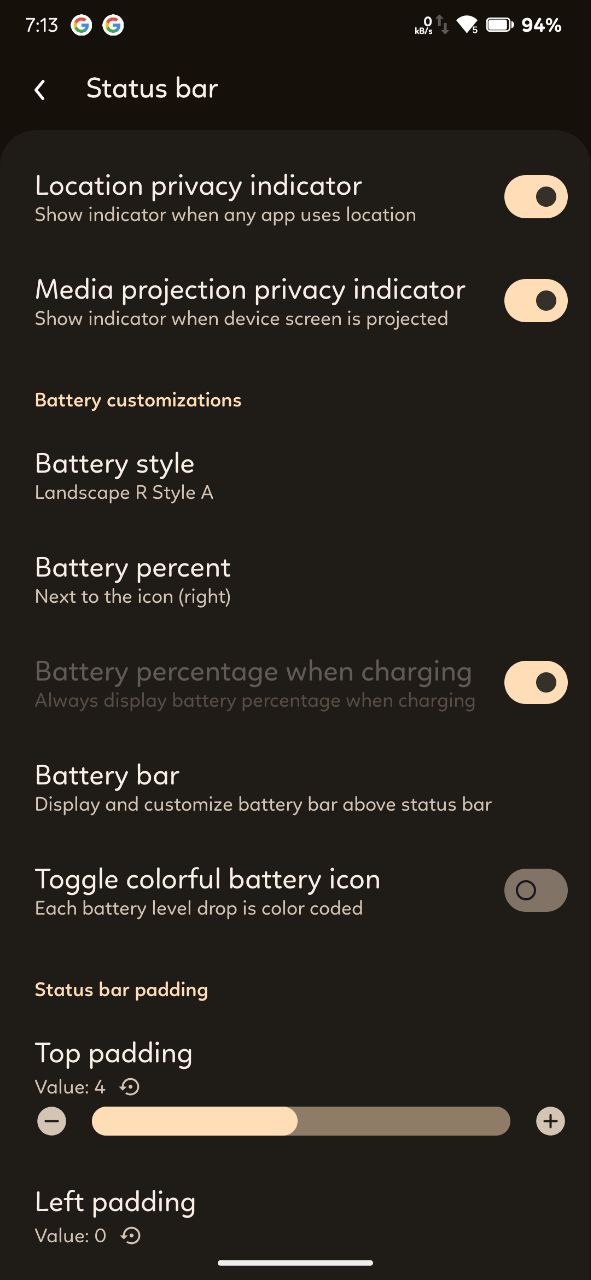 7:13 G G 0 kB/s 5 94%
Status bar
Location privacy indicator
Show indicator when any app uses location
Media projection privacy indicator
Show indicator when device screen is projected
Battery customizations
Battery style
Landscape R Style A
Battery percent
Next to the icon (right)
Battery percentage when charging
Always display battery percentage when charging
Battery bar
Display and customize battery bar above status bar
Toggle colorful battery icon
Each battery level drop is color coded
Status bar padding
Top padding
Value: 4
Left padding
Value: 0